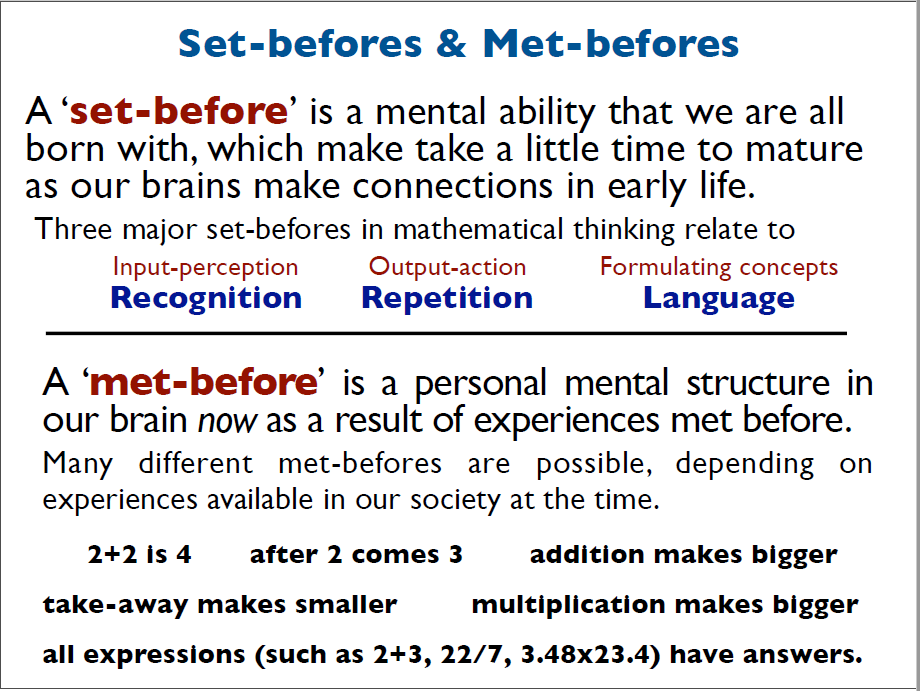 Set-befores & Met-befores
A ‘set-before’ is a mental ability that we are all
born with, which make take a little time to mature
as our brains make connections in early life.
Three major set-befores in mathematical thinking relate to
Input-perception Output-action Formulating concepts
Recognition Repetition Language
A ‘met-before’ is a personal mental structure in
our brain now as a result of experiences met before.
Many different met-befores are possible, depending on
experiences available in our society at the time.
2+2 is 4 after 2 comes 3 addition makes bigger
take-away makes smaller multiplication makes bigger
all expressions (such as 2+3, 22/7, 3.48x23.4) have answers.